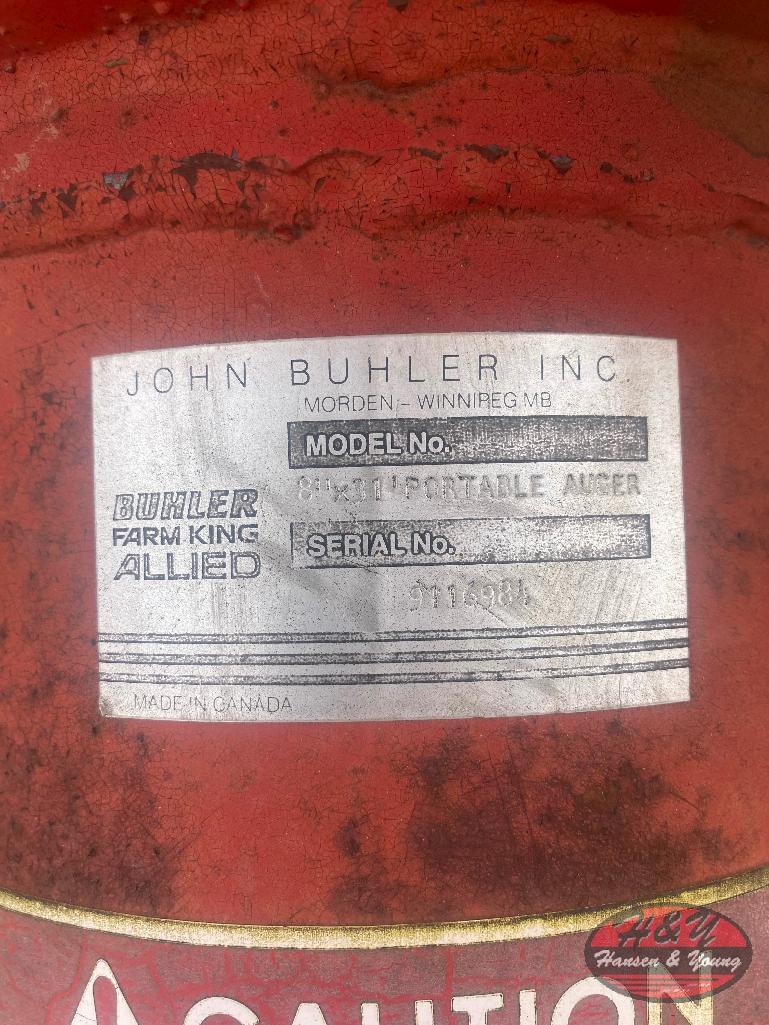 JOHN BUHLER INC.
MORDEN - WINNIPEG MB
MODEL No.
8"x31' PORTABLE AUGER
BUHLER
FARM KING
ALLIED
SERIAL No.
9114984
MADE IN CANADA
CAUTION
H&Y
Hansen & Young